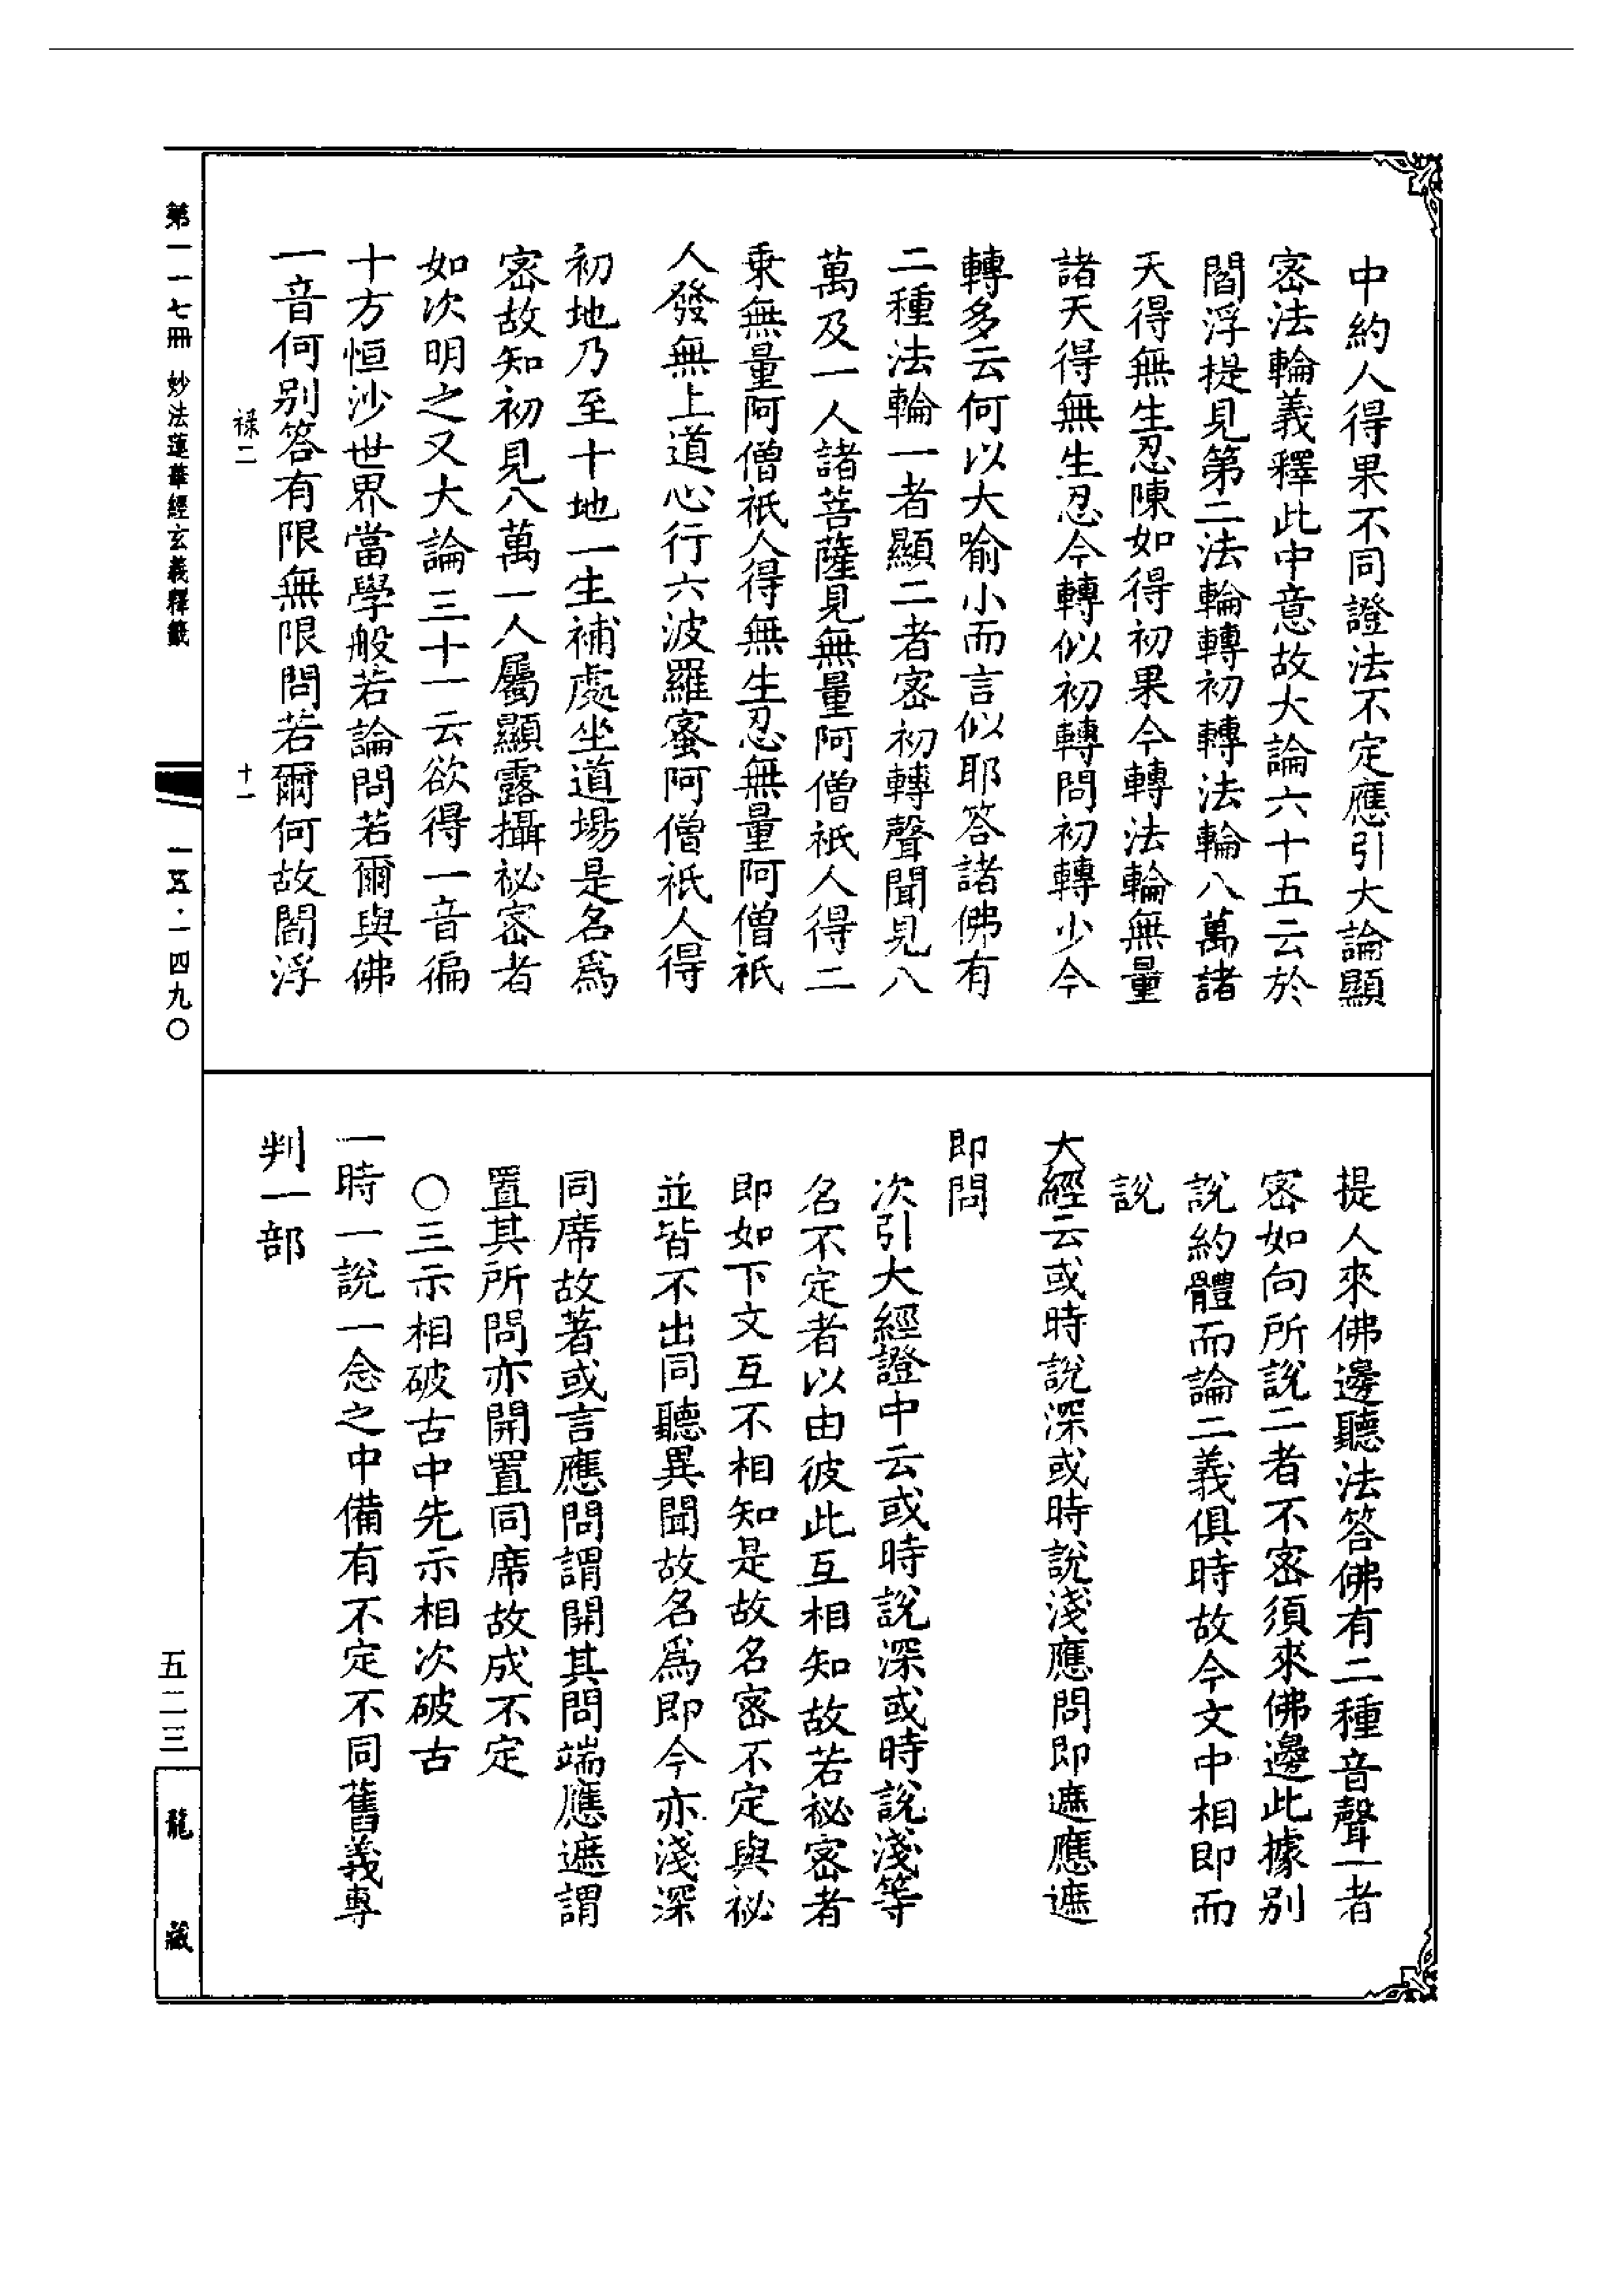 中約人得果不同證法不定應引大論顯
密法輪義釋此中意故大論六十五云於
閻浮提見第二法輪轉初轉法輪八萬諸
天得無生忍陳如得初果今轉法輪無量
諸天得無生忍今轉似初轉問初轉少今
轉多云何以大喻小而言似耶答諸佛有
二種法輪一者顯二者密初轉聲聞見八
萬及一人諸菩薩見無量阿僧祇人得二
乗無量阿僧祇人得無生忍無量阿僧祇
人發無上道心行六波羅蜜阿僧祇人得
初地乃至十地一生補處坐道場是名爲
密故知初見八萬一人屬顯露攝祕密者
如次明之又大論三十一云欲得一音徧
十方恒沙世界當學般若論問若爾與佛
一音何别答有限無限問若爾何故閻浮
提人來佛邊聽法答佛有二種音聲一者
密如向所說二者不密須來佛邊此據别
說約體而論二義俱時故今文中相即而
說
大經云或時說深或時說淺應問即遮應遮
即問
次引大經證中云或時說深或時說淺等
名不定者以由彼此互相知故若祕密者
即如下文互不相知是故名密不定與祕
並皆不出同聽異聞故名爲即今亦淺深
同席故著或言應問謂開其問端應遮謂
置其所問亦開置同席故成不定
○三示相破古中先示相次破古
一時一說一念之中備有不定不同舊義專
判一部
禄二
十一
第一一七冊 妙法蓮華經玄義釋籤
一五·一四九〇
五二三
龍藏